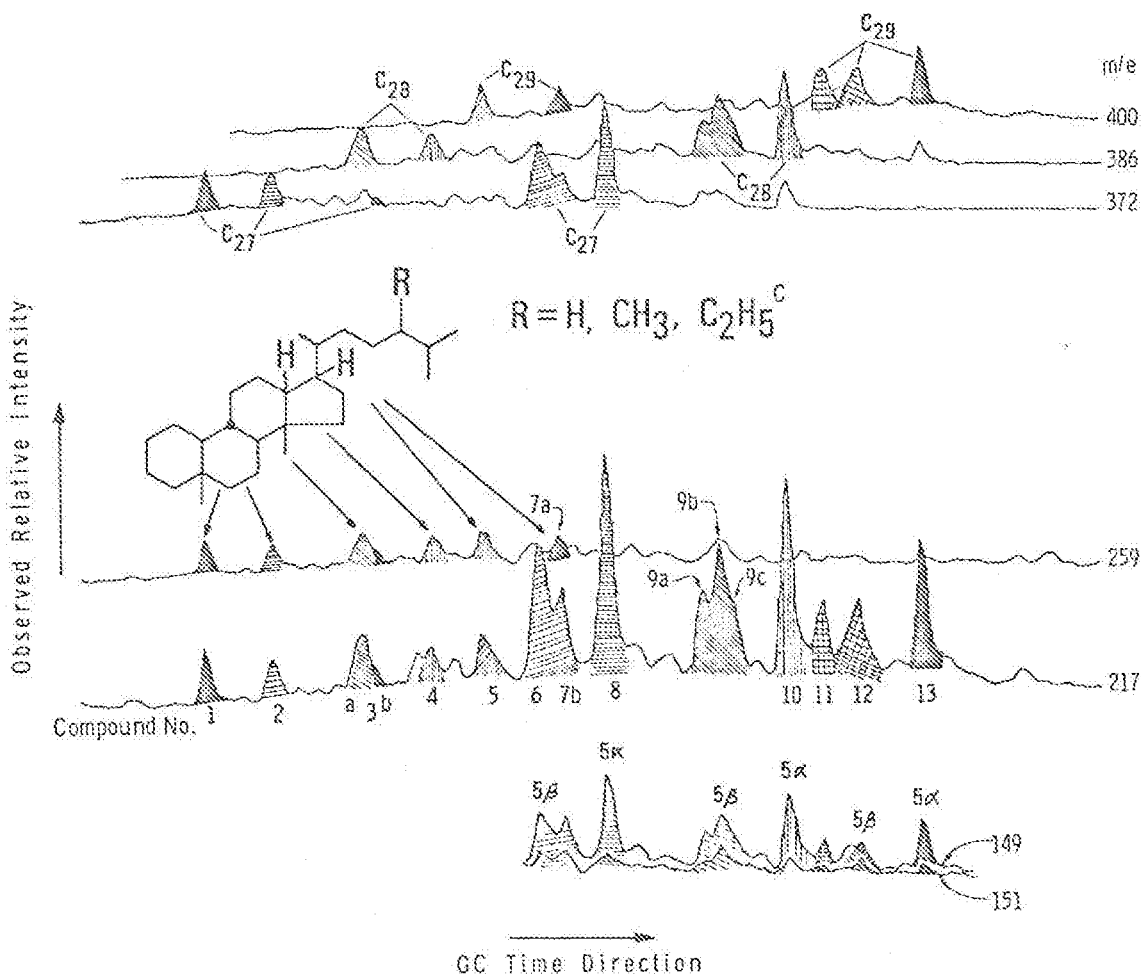 C29
C29
m/e
C28
400
386
C28
372
C27
C27
R
R = H, CH3, C2H5 C
H
H
Observed Relative Intensity
7a
9b
259
9a
9c
217
1 2 a 3 b 4 5 6 7b 8 10 11 12 13
Compound No.
5α
5α
5β
5β
5α
5β
149
151
GC Time Direction